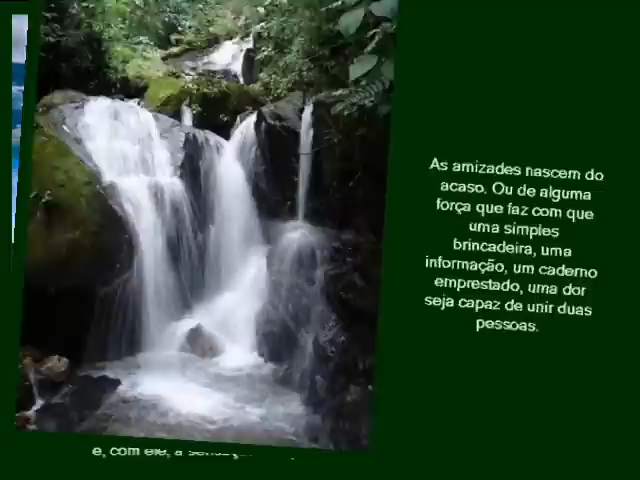 As amizades nascem do
acaso. Ou de alguma
força que faz com que
uma simples
brincadeira, uma
informação, um caderno
emprestado, uma dor
seja capaz de unir duas
pessoas.
e, com ele, a